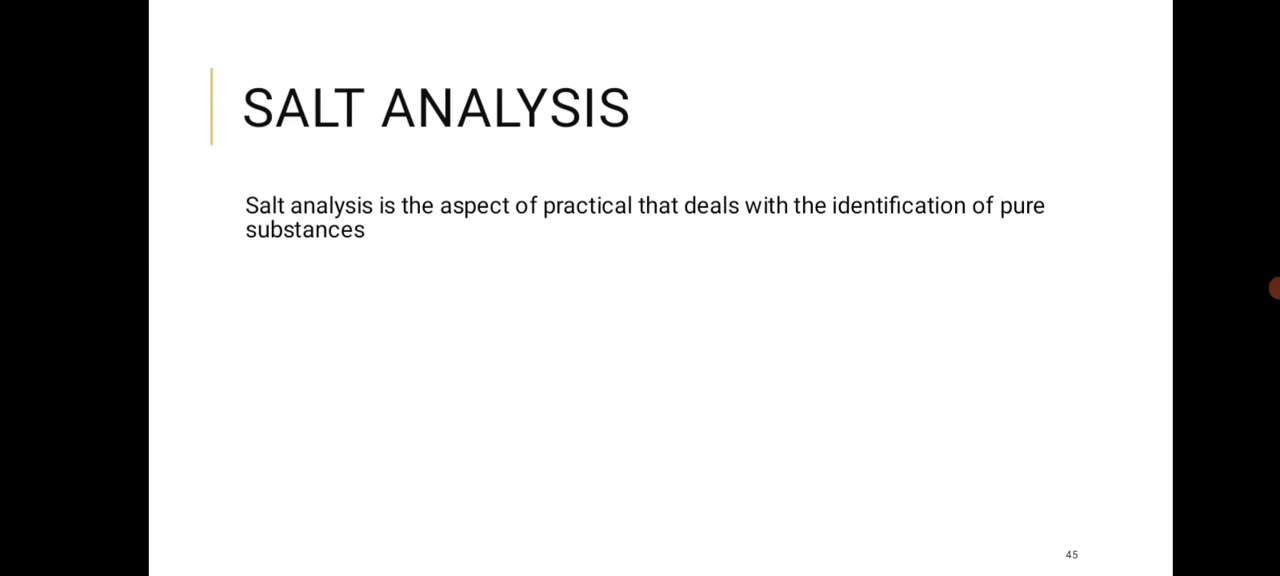 SALT ANALYSIS
Salt analysis is the aspect of practical that deals with the identification of pure
substances
45